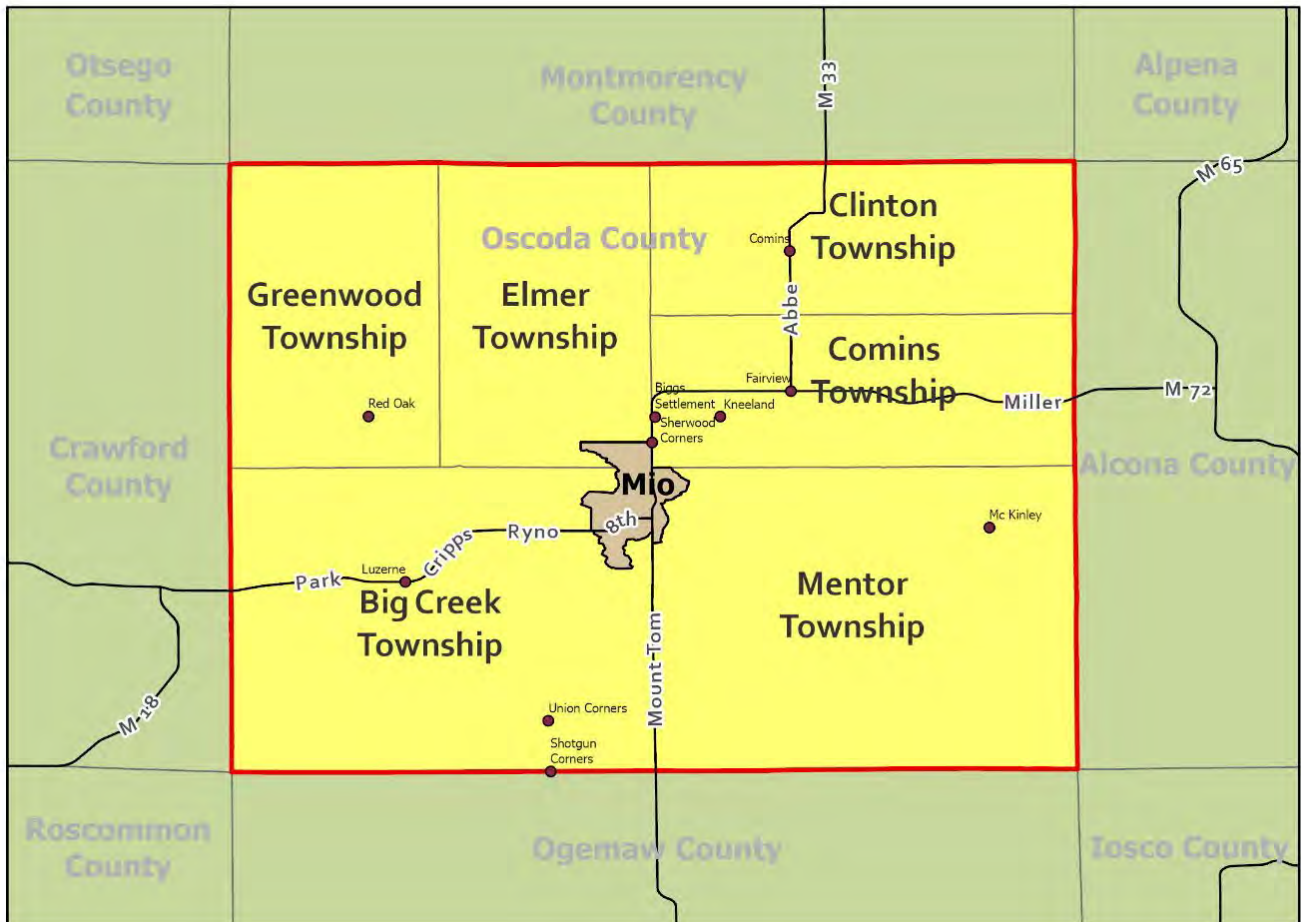 Otsego
County
Montmorency
County
M-33
Alpena
County
M-65
Oscoda County
Clinton
Township
Comins
Greenwood
Township
Elmer
Township
Abbe
Comins
Township
Fairview
Biggs
Settlement
Kneeland
Sherwood
Corners
Miller
M-72
Red Oak
Crawford
County
Alcona County
Mio
8th
Ryno
Cripps
Mc Kinley
Luzerne
Park
Big Creek
Township
Mentor
Township
Mount Tom
M-18
Union Corners
Shotgun
Corners
Roscommon
County
Ogemaw County
Iosco County